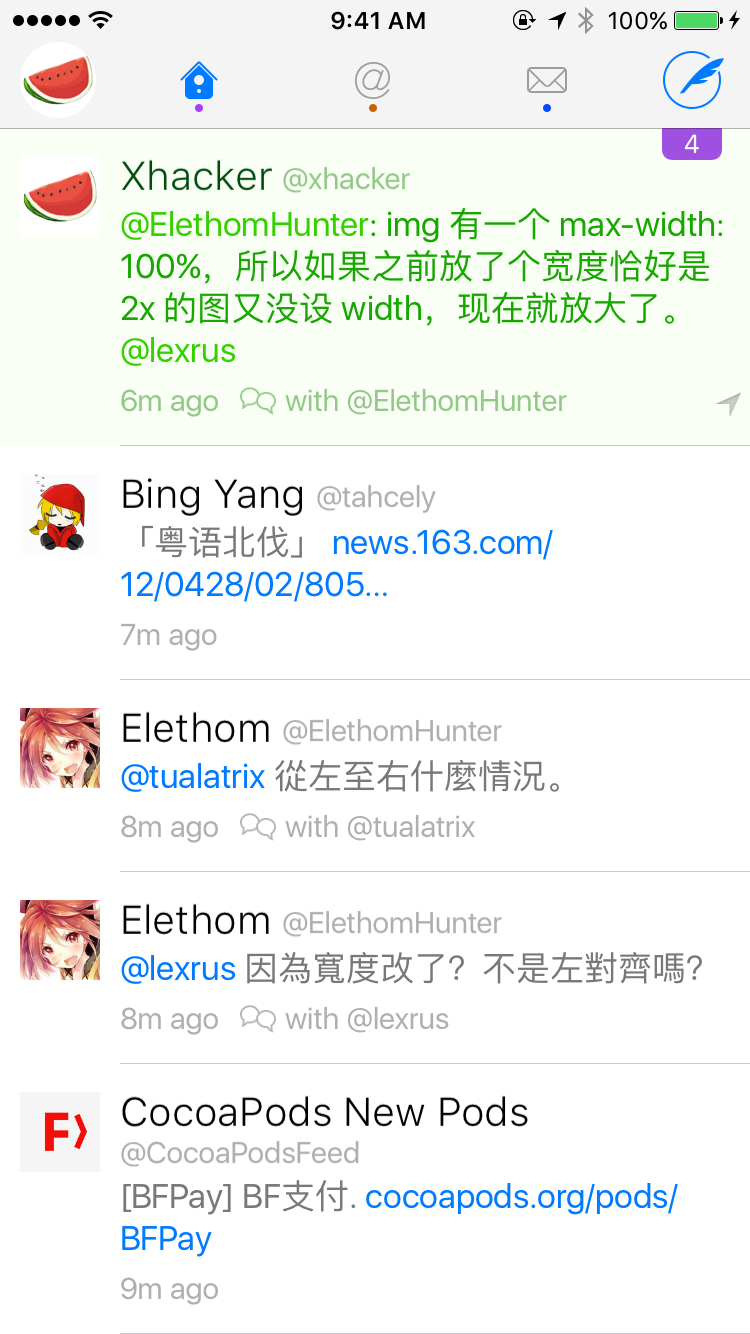 9:41 AM 100%
@
4
Xhacker @xhacker
@ElethomHunter: img 有一个 max-width:
100%，所以如果之前放了个宽度恰好是
2x 的图又没设 width，现在就放大了。
@lexrus
6m ago with @ElethomHunter
Bing Yang @tahcely
「粤语北伐」 news.163.com/
12/0428/02/805...
7m ago
Elethom @ElethomHunter
@tualatrix 從左至右什麼情況。
8m ago with @tualatrix
Elethom @ElethomHunter
@lexrus 因為寬度改了？不是左對齊嗎？
8m ago with @lexrus
F
CocoaPods New Pods
@CocoaPodsFeed
[BFPay] BF支付. cocoapods.org/pods/
BFPay
9m ago